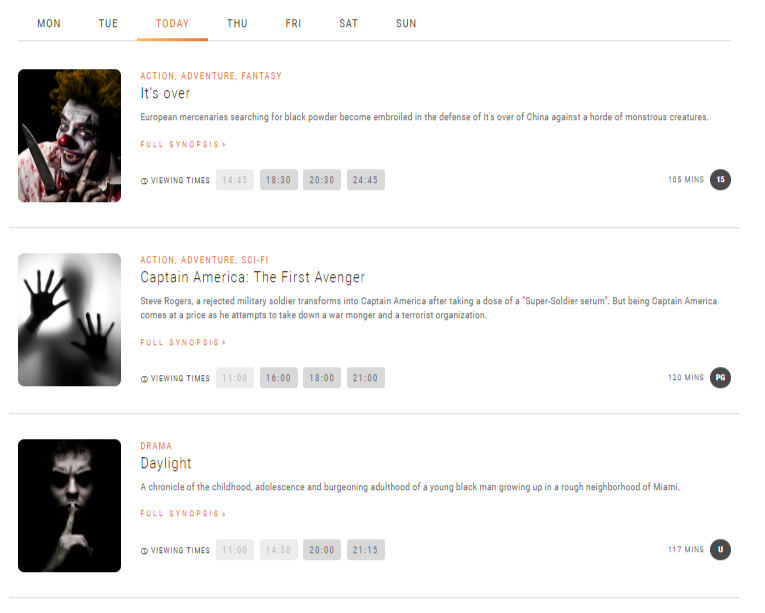 MON TUE TODAY THU FRI SAT SUN
ACTION, ADVENTURE, FANTASY
It's over
European mercenaries searching for black powder become embroiled in the defense of It's over of China against a horde of monstrous creatures.
FULL SYNOPSIS ›
VIEWING TIMES 14:45 18:30 20:30 24:45 105 MINS 15
ACTION, ADVENTURE, SCI-FI
Captain America: The First Avenger
Steve Rogers, a rejected military soldier transforms into Captain America after taking a dose of a "Super-Soldier serum". But being Captain America
comes at a price as he attempts to take down a war monger and a terrorist organization.
FULL SYNOPSIS ›
VIEWING TIMES 11:00 16:00 18:00 21:00 120 MINS PG
DRAMA
Daylight
A chronicle of the childhood, adolescence and burgeoning adulthood of a young black man growing up in a rough neighborhood of Miami.
FULL SYNOPSIS ›
VIEWING TIMES 11:00 14:30 20:00 21:15 117 MINS U